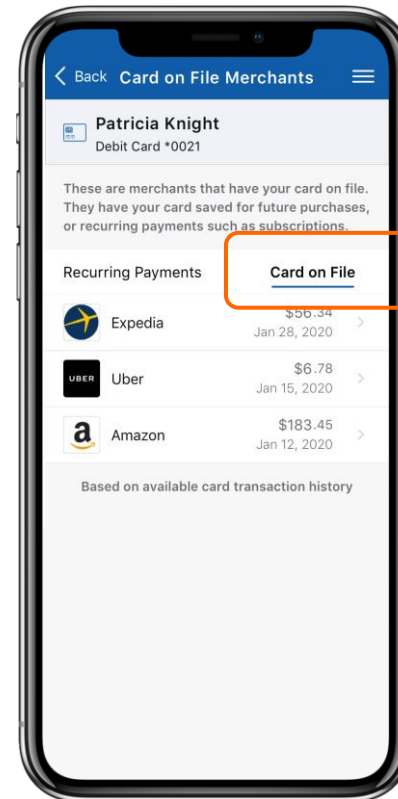 Back Card on File Merchants
Patricia Knight
Debit Card *0021
These are merchants that have your card on file.
They have your card saved for future purchases,
or recurring payments such as subscriptions.
Recurring Payments Card on File
Expedia $56.34
Jan 28, 2020
UBER Uber $6.78
Jan 15, 2020
a Amazon $183.45
Jan 12, 2020
Based on available card transaction history